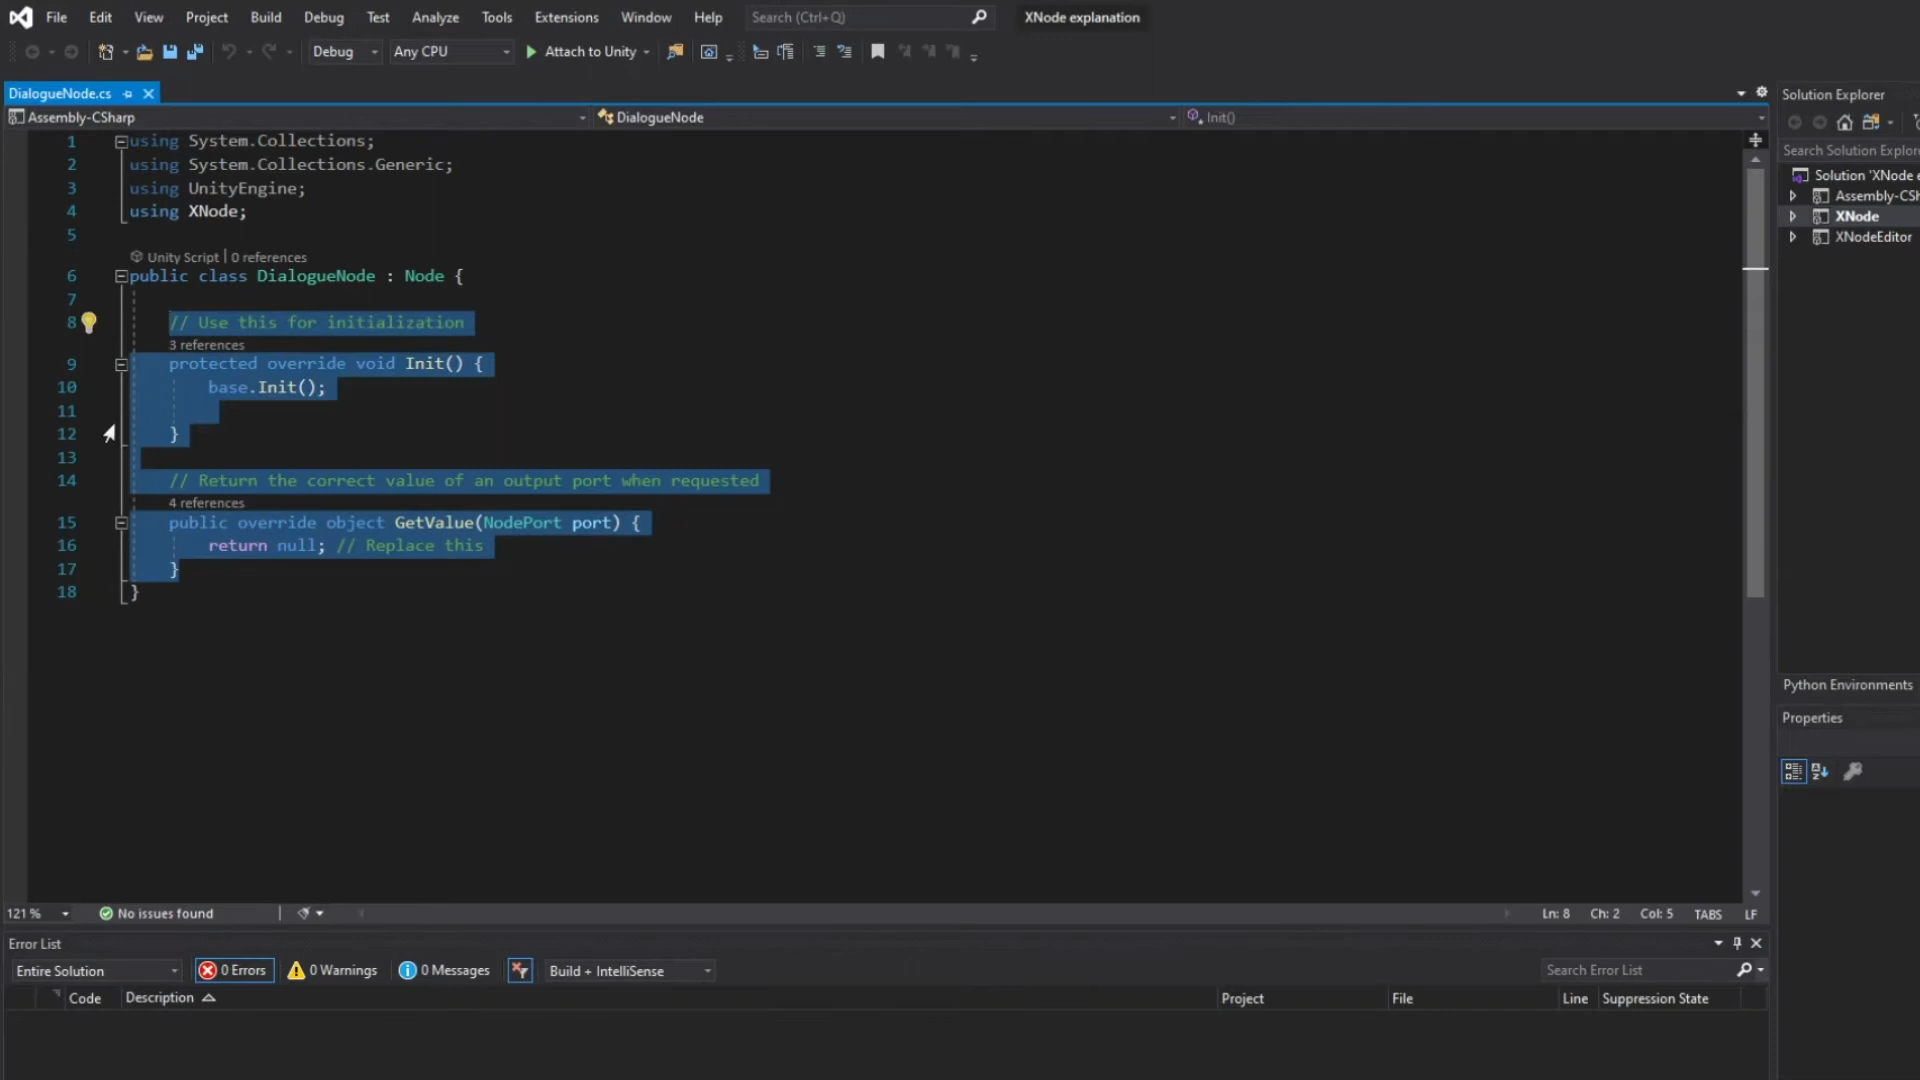 File Edit View Project Build Debug Test Analyze Tools Extensions Window Help Search (Ctrl+Q) XNode explanation
Debug Any CPU Attach to Unity
DialogueNode.cs
Assembly-CSharp DialogueNode Init()
1 using System.Collections;
2 using System.Collections.Generic;
3 using UnityEngine;
4 using XNode;
5
Unity Script | 0 references
6 public class DialogueNode : Node {
7
8 // Use this for initialization
3 references
9 protected override void Init() {
10 base.Init();
11
12 }
13
14 // Return the correct value of an output port when requested
4 references
15 public override object GetValue(NodePort port) {
16 return null; // Replace this
17 }
18 }
121 % No issues found Ln: 8 Ch: 2 Col: 5 TABS LF
Error List
Entire Solution 0 Errors 0 Warnings 0 Messages Build + IntelliSense Search Error List
Code Description Project File Line Suppression State
Solution Explorer
Search Solution Explore
Solution 'XNode e
Assembly-CSh
XNode
XNodeEditor
Python Environments
Properties